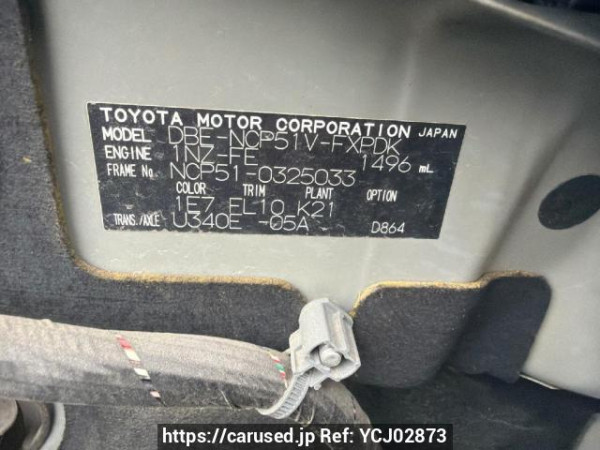 TOYOTA MOTOR CORPORATION JAPAN
MODEL DBE-NCP51V-FXPDK
ENGINE 1NZ-FE 1496 mL
FRAME No. NCP51-0325033
COLOR TRIM PLANT OPTION
1E7 FL10 K21
TRANS./AXLE U340E -05A D864
https://carused.jp Ref: YCJ02873